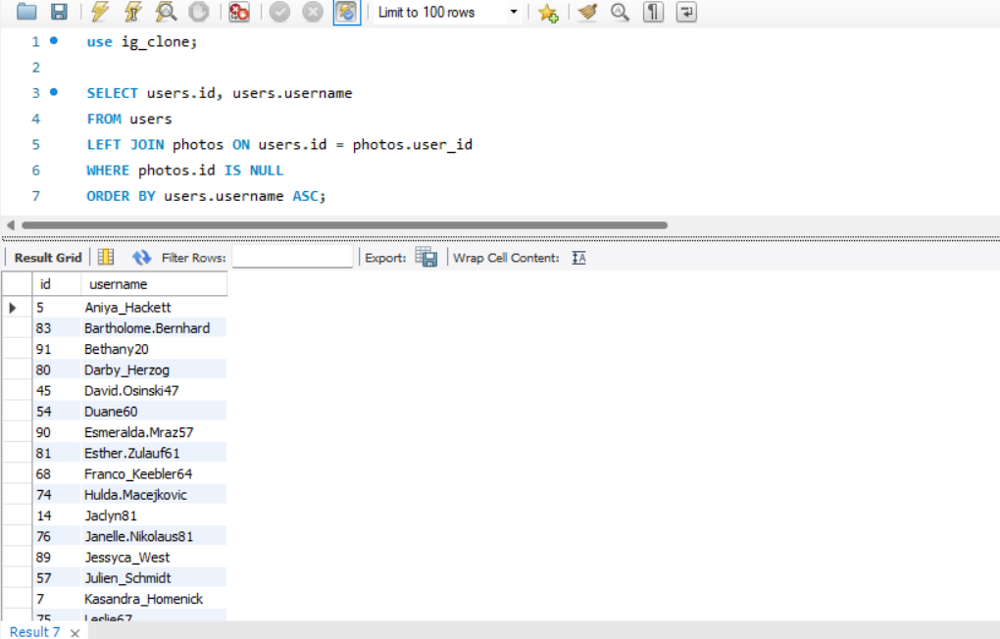 Limit to 100 rows
1 use ig_clone;
2
3 SELECT users.id, users.username
4 FROM users
5 LEFT JOIN photos ON users.id = photos.user_id
6 WHERE photos.id IS NULL
7 ORDER BY users.username ASC;
Result Grid Filter Rows: Export: Wrap Cell Content: IA
id username
5 Aniya_Hackett
83 Bartholome.Bernhard
91 Bethany20
80 Darby_Herzog
45 David.Osinski47
54 Duane60
90 Esmeralda.Mraz57
81 Esther.Zulauf61
68 Franco_Keebler64
74 Hulda.Macejkovic
14 Jaclyn81
76 Janelle.Nikolaus81
89 Jessyca_West
57 Julien_Schmidt
7 Kasandra_Homenick
75 Leslie67
Result 7